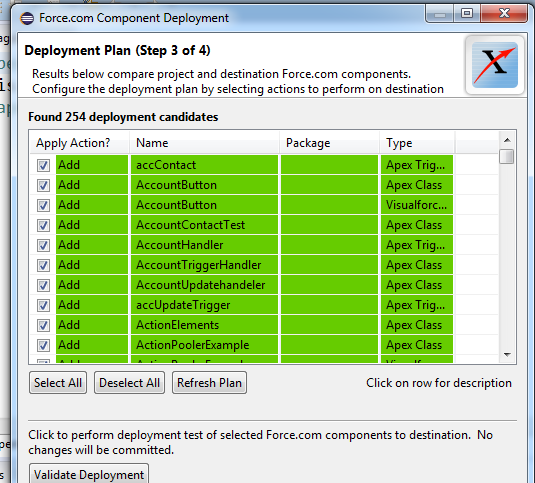 Force.com Component Deployment
Deployment Plan (Step 3 of 4)
Results below compare project and destination Force.com components.
Configure the deployment plan by selecting actions to perform on destination
Found 254 deployment candidates
Apply Action? Name Package Type
Add accContact Apex Trig...
Add AccountButton Apex Class
Add AccountButton Visualforc...
Add AccountContactTest Apex Class
Add AccountHandler Apex Trig...
Add AccountTriggerHandler Apex Class
Add AccountUpdatehandeler Apex Class
Add accUpdateTrigger Apex Trig...
Add ActionElements Apex Class
Add ActionPoolerExample Apex Class
Select All Deselect All Refresh Plan Click on row for description
Click to perform deployment test of selected Force.com components to destination. No
changes will be committed.
Validate Deployment